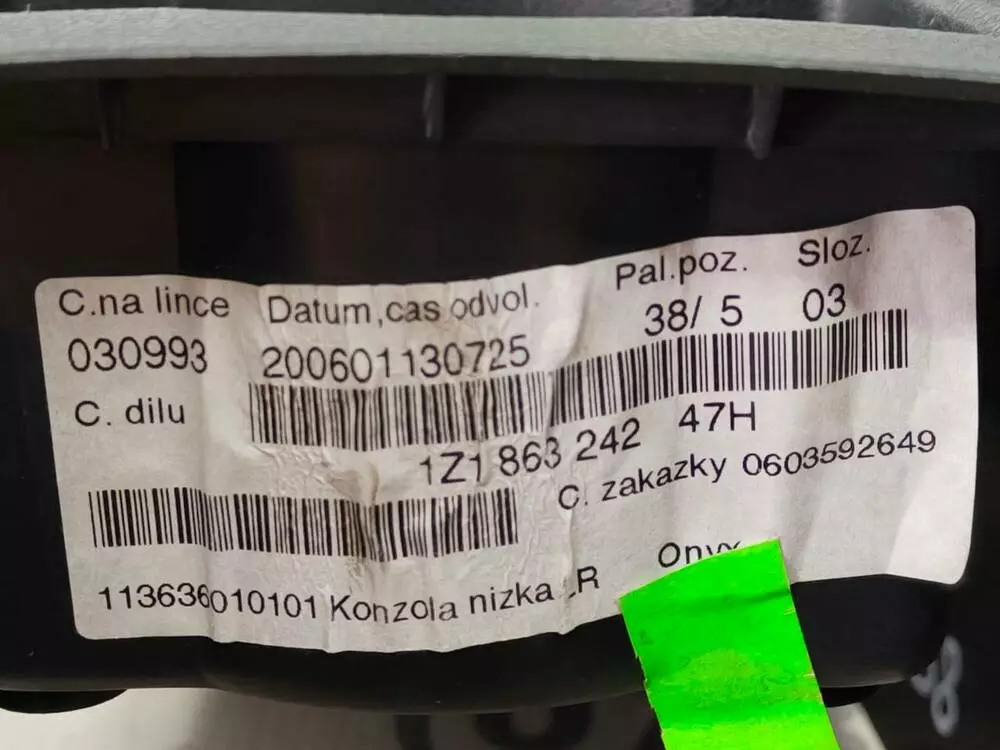 C.na lince Datum,cas odvol. Pal.poz. Sloz.
030993 200601130725 38/ 5 03
C. dilu
1Z1 863 242 47H
C. zakazky 0603592649
113636010101 Konzola nizka R